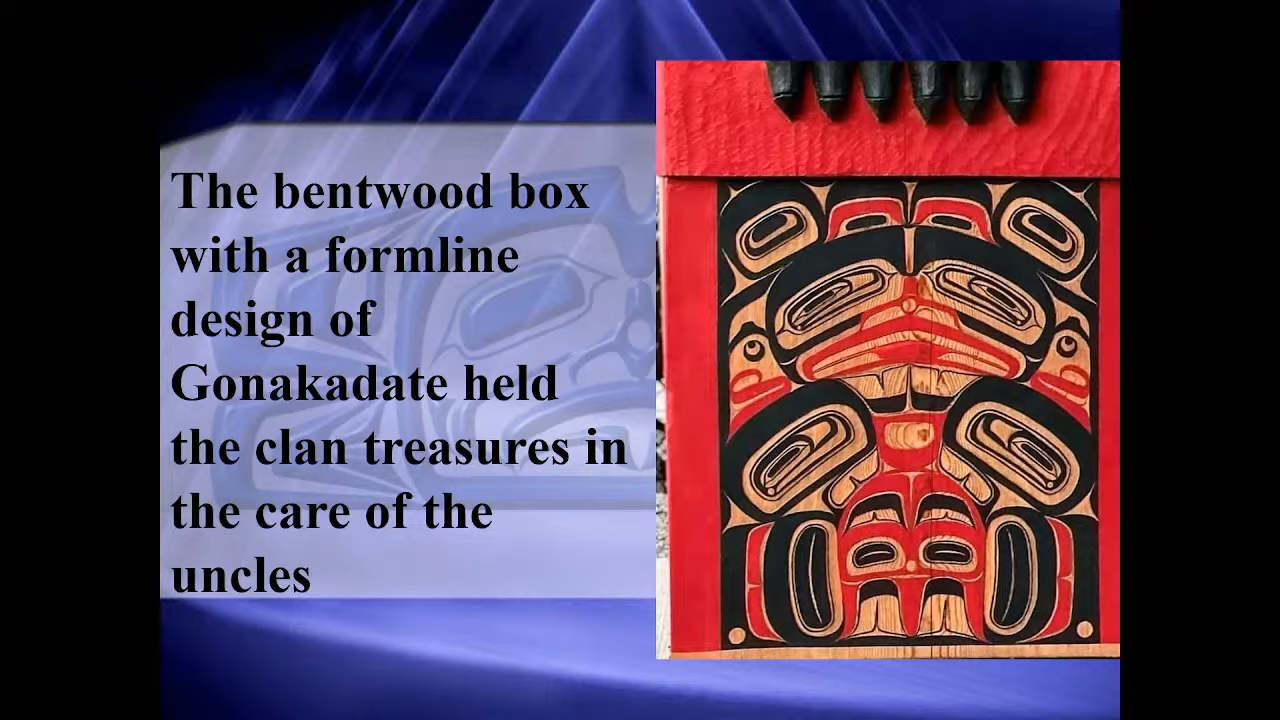 The bentwood box
with a formline
design of
Gonakadate held
the clan treasures in
the care of the
uncles